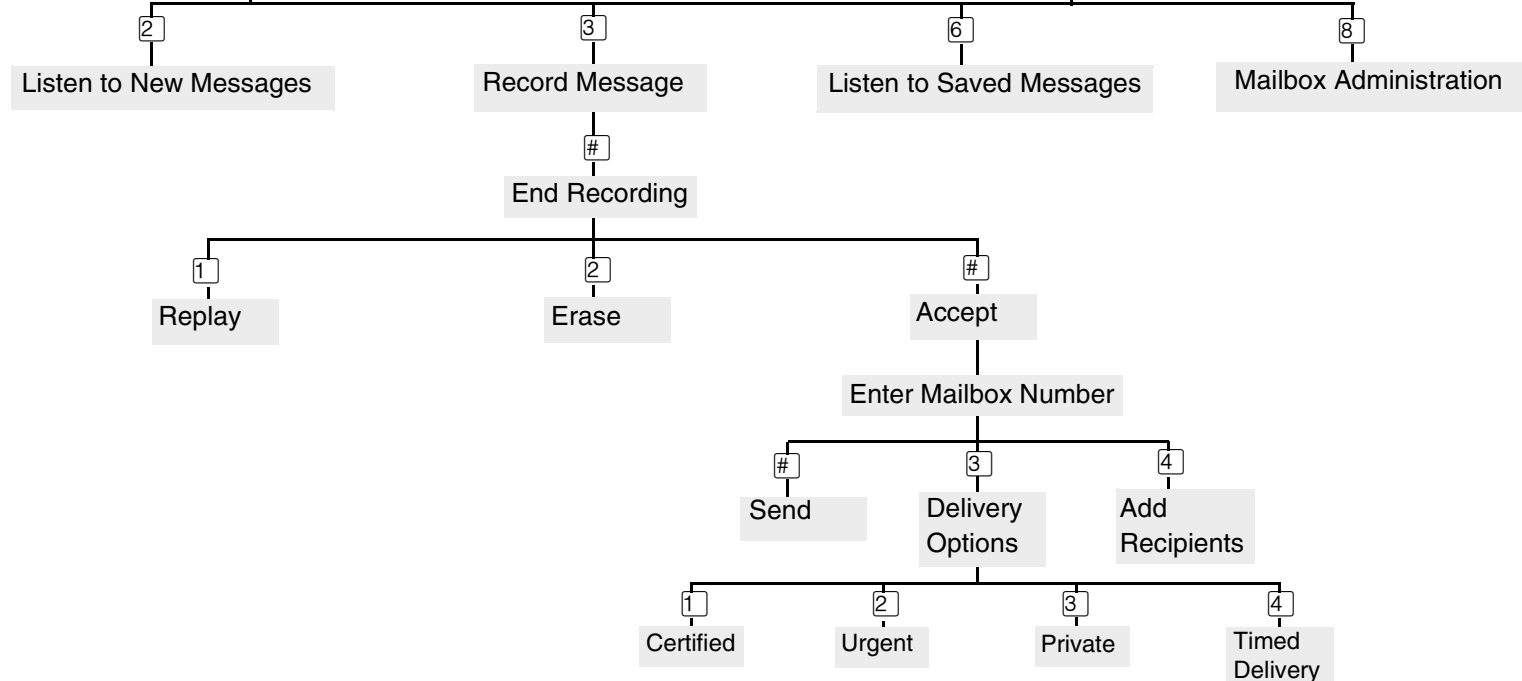 2 3 6 8
Listen to New Messages Record Message Listen to Saved Messages Mailbox Administration
#
End Recording
1 2 #
Replay Erase Accept
Enter Mailbox Number
# 3 4
Send Delivery Add
Options Recipients
1 2 3 4
Certified Urgent Private Timed
Delivery